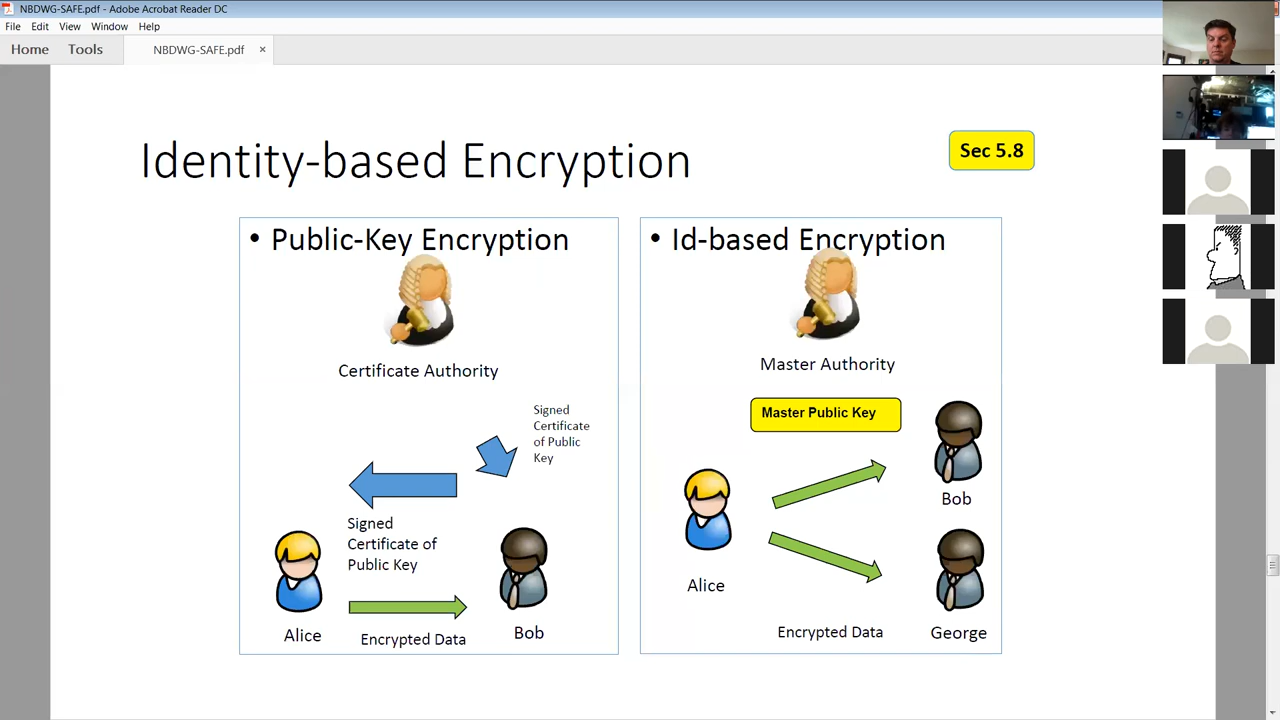 NBDWG-SAFE.pdf - Adobe Acrobat Reader DC
File Edit View Window Help
Home Tools NBDWG-SAFE.pdf ×
Identity-based Encryption
Sec 5.8
• Public-Key Encryption
Certificate Authority
Signed
Certificate
of Public
Key
Signed
Certificate of
Public Key
Alice
Encrypted Data
Bob
• Id-based Encryption
Master Authority
Master Public Key
Bob
Alice
Encrypted Data
George